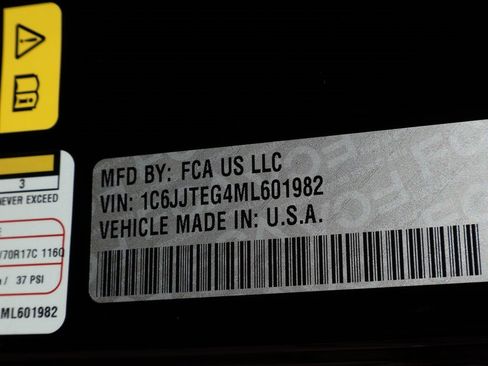 MFD BY: FCA US LLC
VIN: 1C6JJTEG4ML601982
VEHICLE MADE IN: U.S.A.
3
NEVER EXCEED
/70R17C 116Q
/ 37 PSI
ML601982